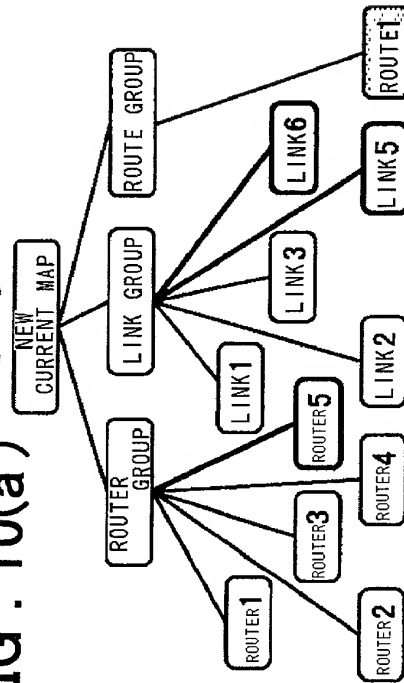 IG. 10(a)
NEW
CURRENT MAP
ROUTER
GROUP
LINK GROUP
ROUTE GROUP
ROUTER1
ROUTER2
ROUTER3
ROUTER4
ROUTER5
LINK1
LINK2
LINK3
LINK5
LINK6
ROUTE1